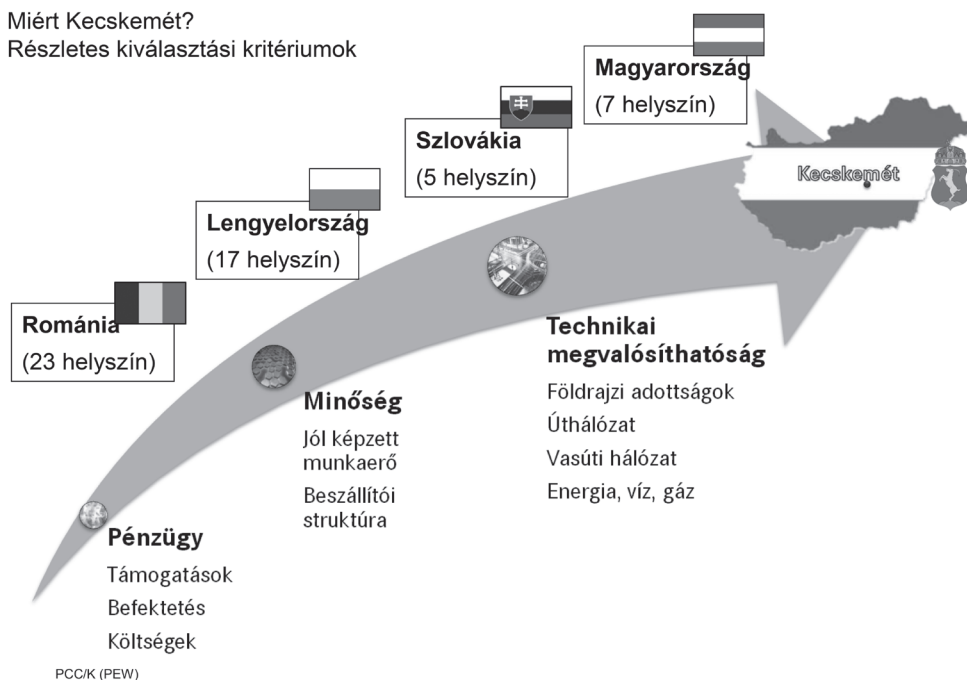 Miért Kecskemét?
Részletes kiválasztási kritériumok
Magyarország
(7 helyszín)
Szlovákia
(5 helyszín)
Lengyelország
(17 helyszín)
Románia
(23 helyszín)
Kecskemét
Technikai
megvalósíthatóság
Földrajzi adottságok
Úthálózat
Vasúti hálózat
Energia, víz, gáz
Minőség
Jól képzett
munkaerő
Beszállítói
struktúra
Pénzügy
Támogatások
Befektetés
Költségek
PCC/K (PEW)